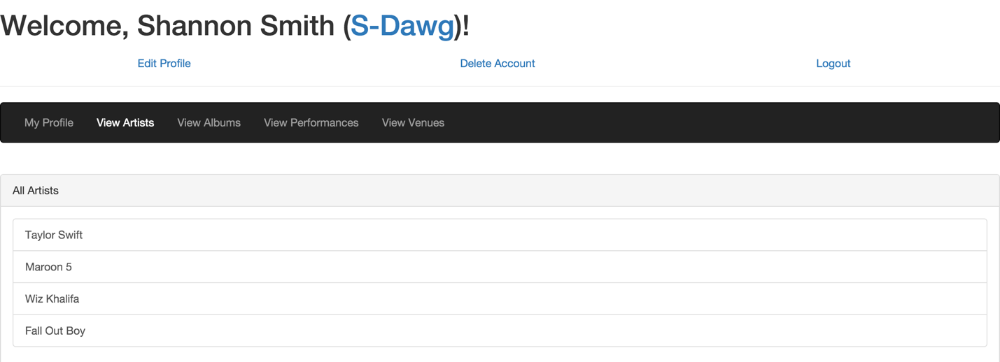 Welcome, Shannon Smith (S-Dawg)!
Edit Profile Delete Account Logout
My Profile View Artists View Albums View Performances View Venues
All Artists
Taylor Swift
Maroon 5
Wiz Khalifa
Fall Out Boy